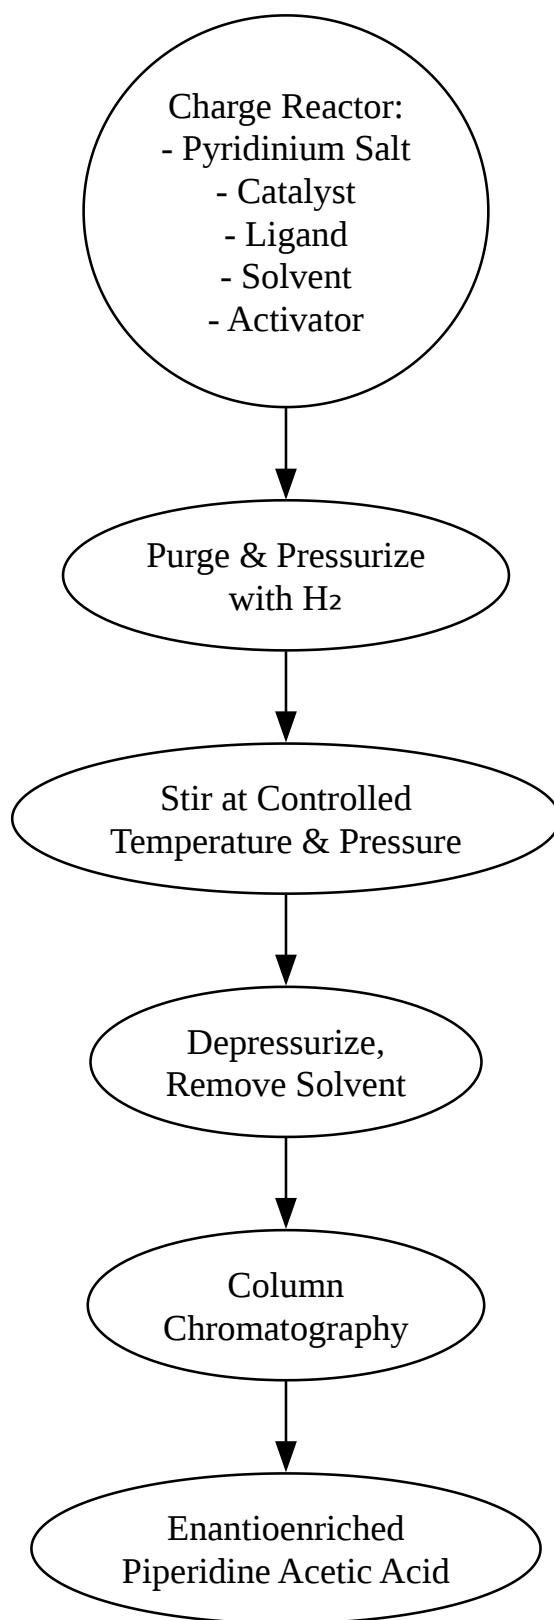 Charge Reactor:
- Pyridinium Salt
- Catalyst
- Ligand
- Solvent
- Activator
Purge & Pressurize
with H₂
Stir at Controlled
Temperature & Pressure
Depressurize,
Remove Solvent
Column
Chromatography
Enantioenriched
Piperidine Acetic Acid